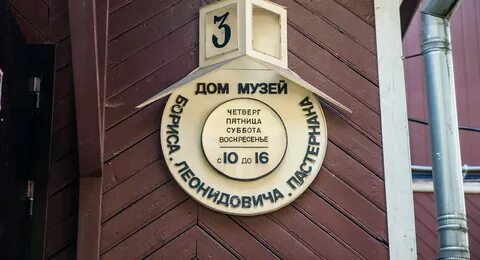 3
ДОМ МУЗЕЙ
БОРИСА ЛЕОНИДОВИЧА ПАСТЕРНАКА
ЧЕТВЕРГ
ПЯТНИЦА
СУББОТА
ВОСКРЕСЕНЬЕ
С 10 ДО 16